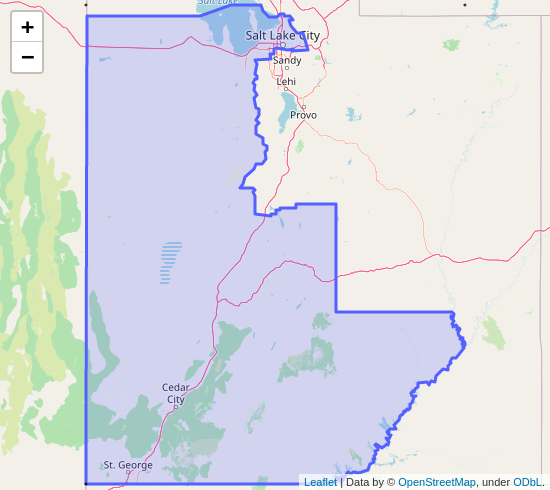 Salt Lake
+
−
Salt Lake City
Sandy
Lehi
Provo
Cedar
City
St. George
Leaflet | Data by © OpenStreetMap, under ODbL.